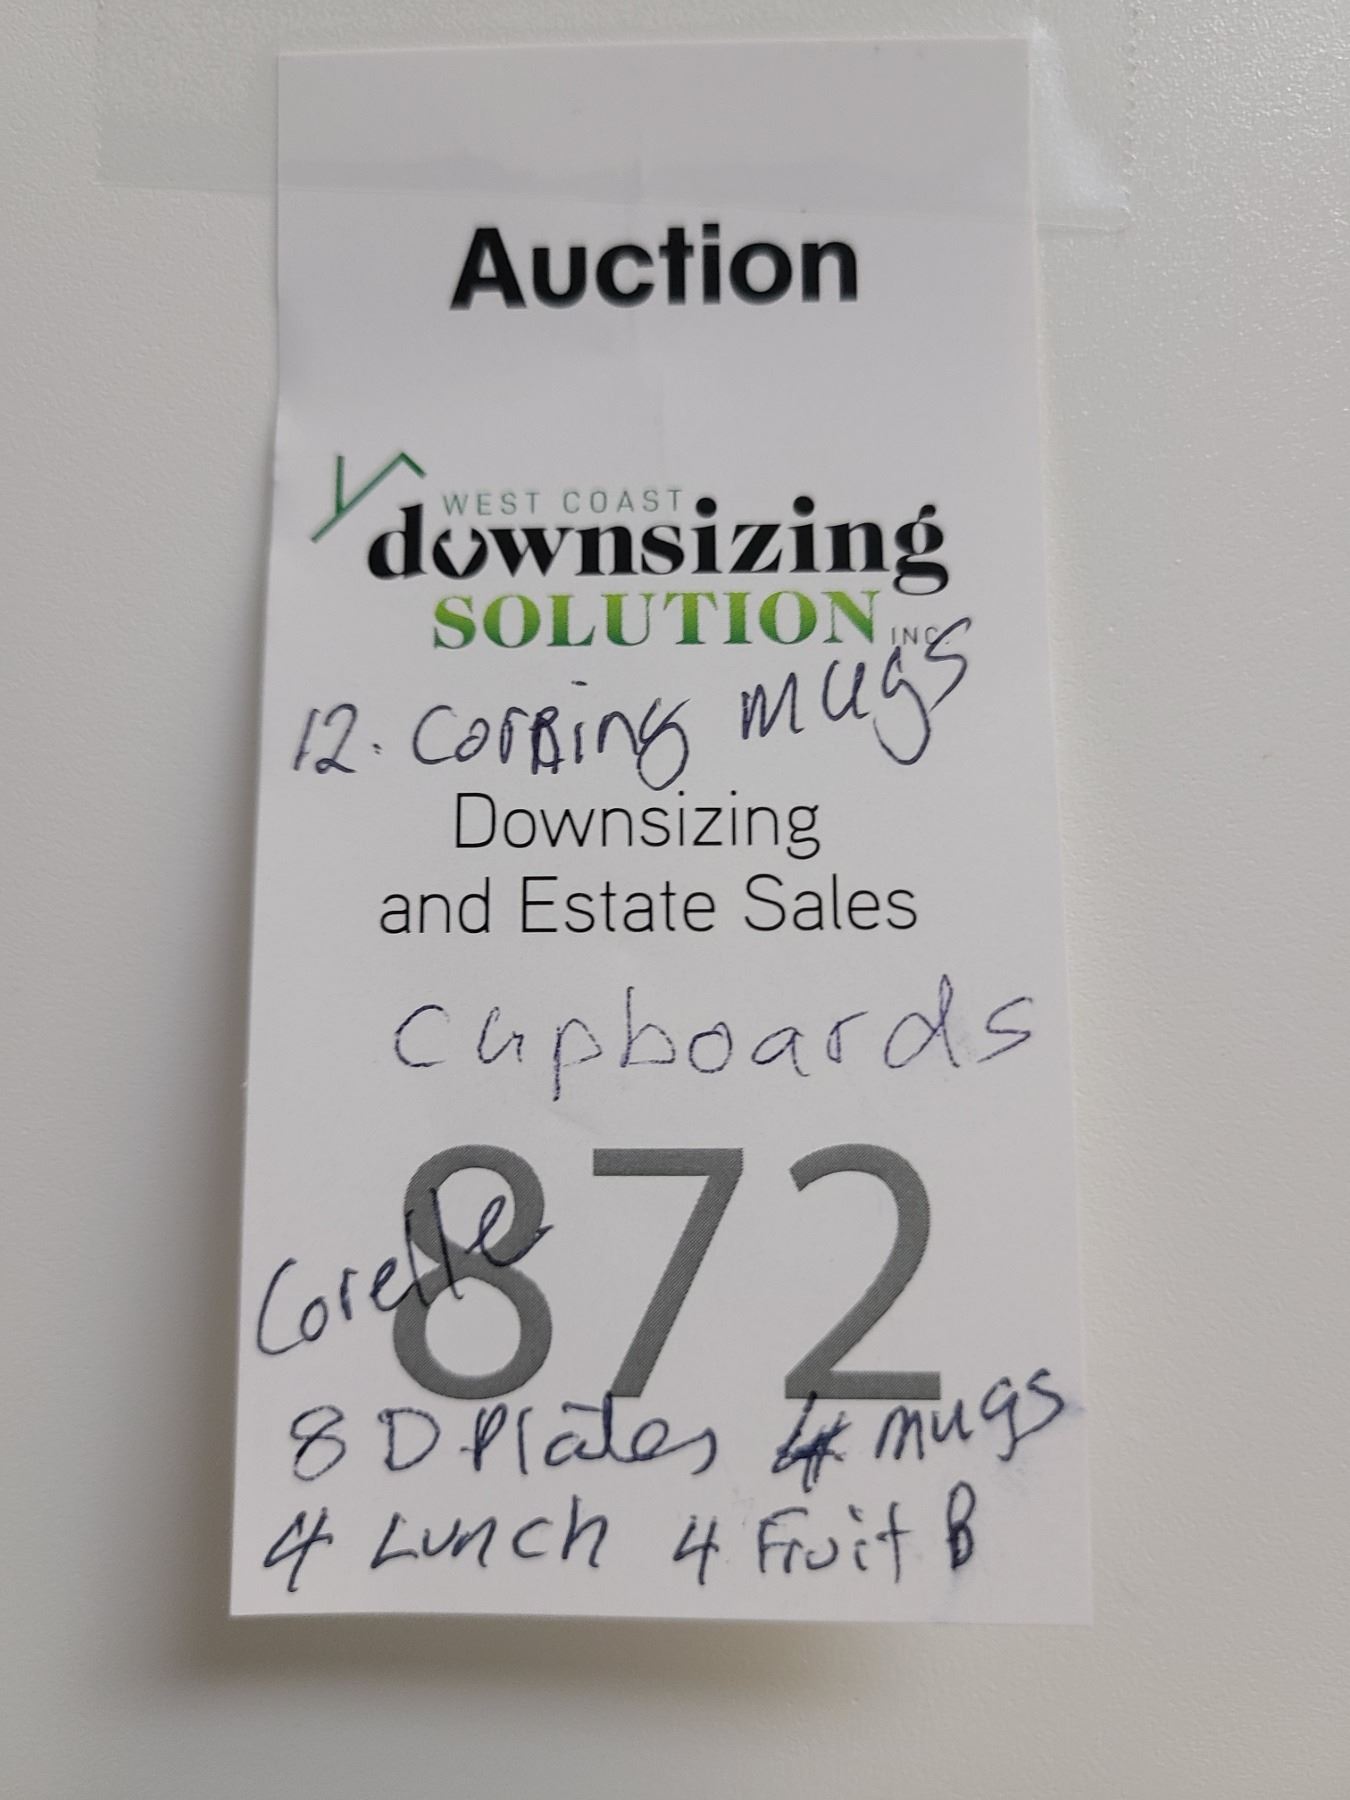 Auction
WEST COAST
downsizing
SOLUTION INC.
12. Corning mugs
Downsizing
and Estate Sales
Cupboards
872
Corelle
8 D-Plates 4 mugs
4 Lunch 4 Fruit B